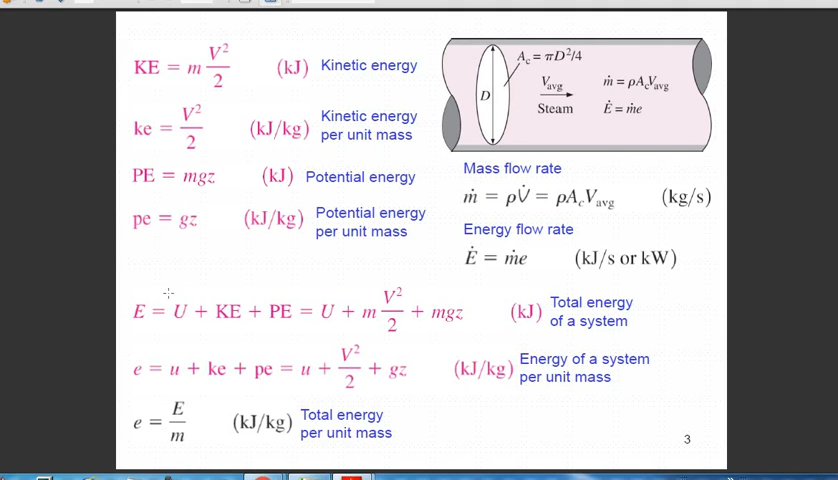 KE = m V²/2 (kJ) Kinetic energy
ke = V²/2 (kJ/kg) Kinetic energy
per unit mass
PE = mgz (kJ) Potential energy
pe = gz (kJ/kg) Potential energy
per unit mass
A_c = πD²/4
D
V_avg
Steam
ṁ = ρA_cV_avg
Ė = ṁe
Mass flow rate
ṁ = ρV̇ = ρA_cV_avg (kg/s)
Energy flow rate
Ė = ṁe (kJ/s or kW)
E = U + KE + PE = U + m V²/2 + mgz (kJ) Total energy
of a system
e = u + ke + pe = u + V²/2 + gz (kJ/kg) Energy of a system
per unit mass
e = E/m (kJ/kg) Total energy
per unit mass
3